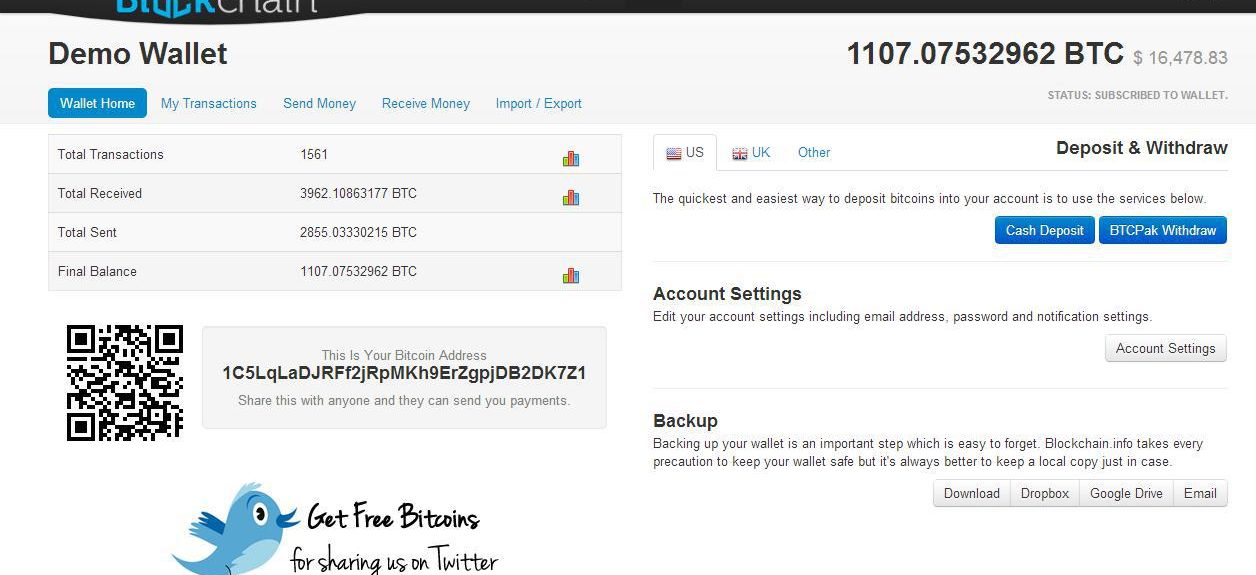 Blockchain
Demo Wallet
1107.07532962 BTC $ 16,478.83
STATUS: SUBSCRIBED TO WALLET.
Wallet Home My Transactions Send Money Receive Money Import / Export
Total Transactions 1561
Total Received 3962.10863177 BTC
Total Sent 2855.03330215 BTC
Final Balance 1107.07532962 BTC
This Is Your Bitcoin Address
1C5LqLaDJRFf2jRpMKh9ErZgpjDB2DK7Z1
Share this with anyone and they can send you payments.
Get Free Bitcoins
for sharing us on Twitter
US UK Other Deposit & Withdraw
The quickest and easiest way to deposit bitcoins into your account is to use the services below.
Cash Deposit BTCPak Withdraw
Account Settings
Edit your account settings including email address, password and notification settings.
Account Settings
Backup
Backing up your wallet is an important step which is easy to forget. Blockchain.info takes every
precaution to keep your wallet safe but it's always better to keep a local copy just in case.
Download Dropbox Google Drive Email